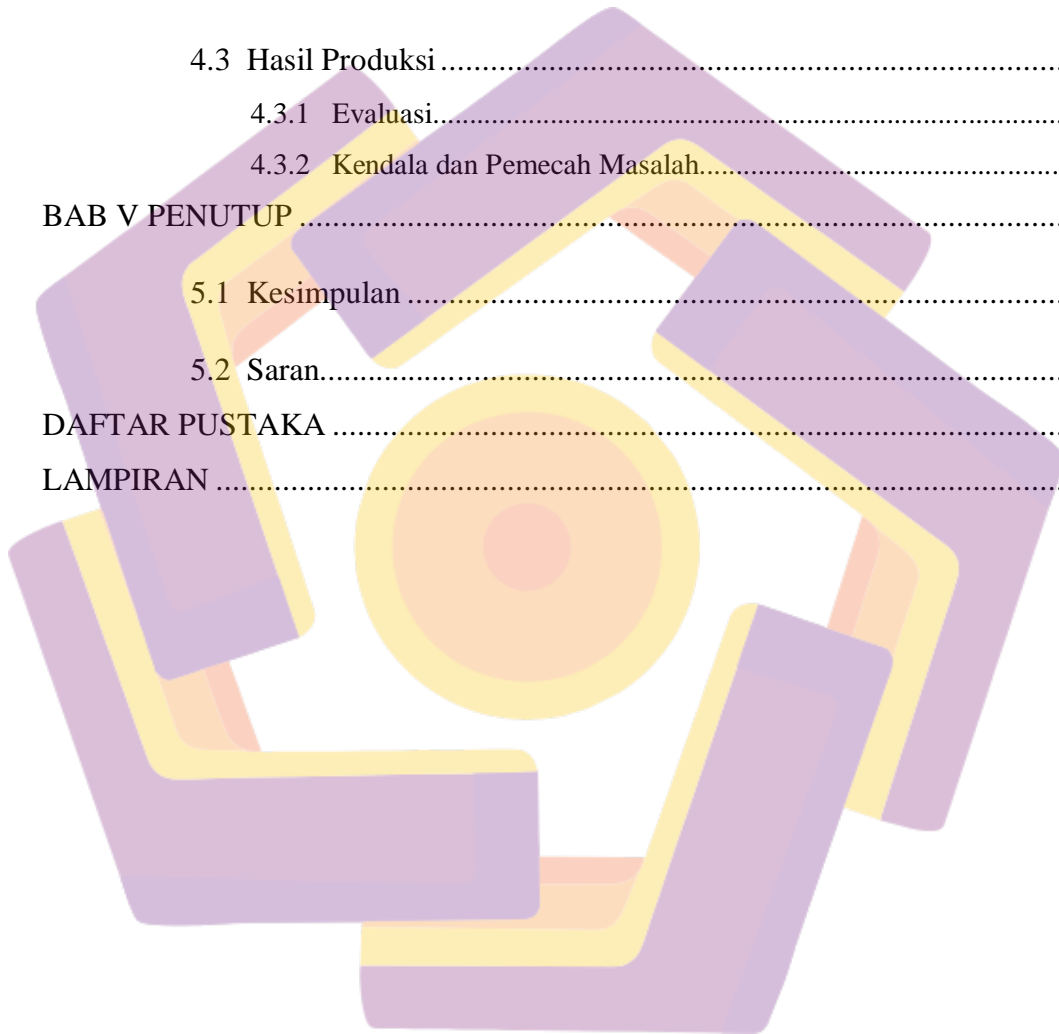 4.3 Hasil Produksi ........................................................................................
4.3.1 Evaluasi........................................................................................
4.3.2 Kendala dan Pemecah Masalah......................................................
BAB V PENUTUP ........................................................................................
5.1 Kesimpulan ........................................................................................
5.2 Saran........................................................................................
DAFTAR PUSTAKA ........................................................................................
LAMPIRAN ........................................................................................